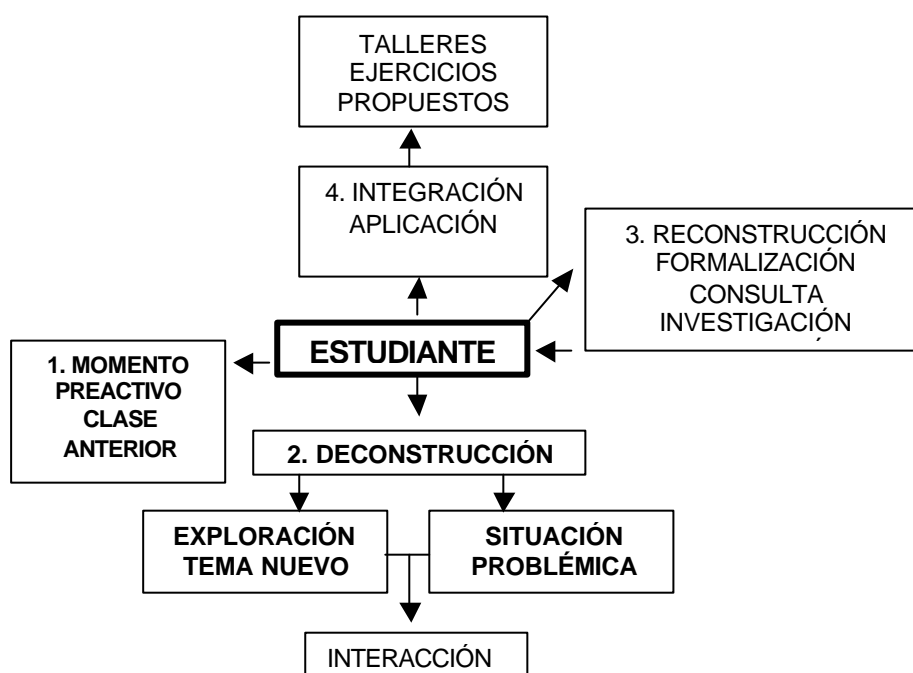 TALLERES
EJERCICIOS
PROPUESTOS
4. INTEGRACIÓN
APLICACIÓN
3. RECONSTRUCCIÓN
FORMALIZACIÓN
CONSULTA
INVESTIGACIÓN
ESTUDIANTE
1. MOMENTO
PREACTIVO
CLASE
ANTERIOR
2. DECONSTRUCCIÓN
EXPLORACIÓN
TEMA NUEVO
SITUACIÓN
PROBLÉMICA
INTERACCIÓN